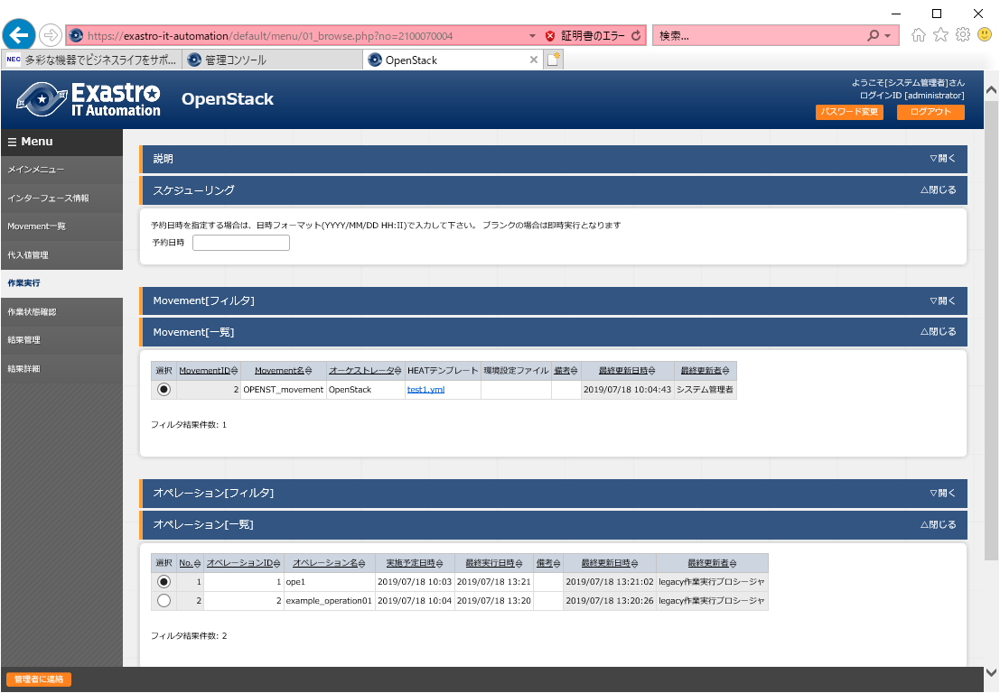 https://exastro-it-automation/default/menu/01_browse.php?no=2100070004 証明書のエラー 検索...
NEC 多彩な機器でビジネスライフをサポ... 管理コンソール OpenStack
Exastro IT Automation OpenStack
ようこそ[システム管理者]さん
ログインID [administrator]
パスワード変更 ログアウト
☰ Menu
メインメニュー
インターフェース情報
Movement一覧
代入値管理
作業実行
作業状態確認
結果管理
結果詳細
説明 ▽開く
スケジューリング △閉じる
予約日時を指定する場合は、日時フォーマット(YYYY/MM/DD HH:II)で入力して下さい。 ブランクの場合は即時実行となります
予約日時
Movement[フィルタ] ▽開く
Movement[一覧] △閉じる
選択 MovementID Movement名 オーケストレータ HEATテンプレート 環境設定ファイル 備考 最終更新日時 最終更新者
2 OPENST_movement OpenStack test1.yml 2019/07/18 10:04:43 システム管理者
フィルタ結果件数: 1
オペレーション[フィルタ] ▽開く
オペレーション[一覧] △閉じる
選択 No. オペレーションID オペレーション名 実施予定日時 最終実行日時 備考 最終更新日時 最終更新者
1 1 ope1 2019/07/18 10:03 2019/07/18 13:21 2019/07/18 13:21:02 legacy作業実行プロシージャ
2 2 example_operation01 2019/07/18 10:04 2019/07/18 13:20 2019/07/18 13:20:26 legacy作業実行プロシージャ
フィルタ結果件数: 2
管理者に連絡